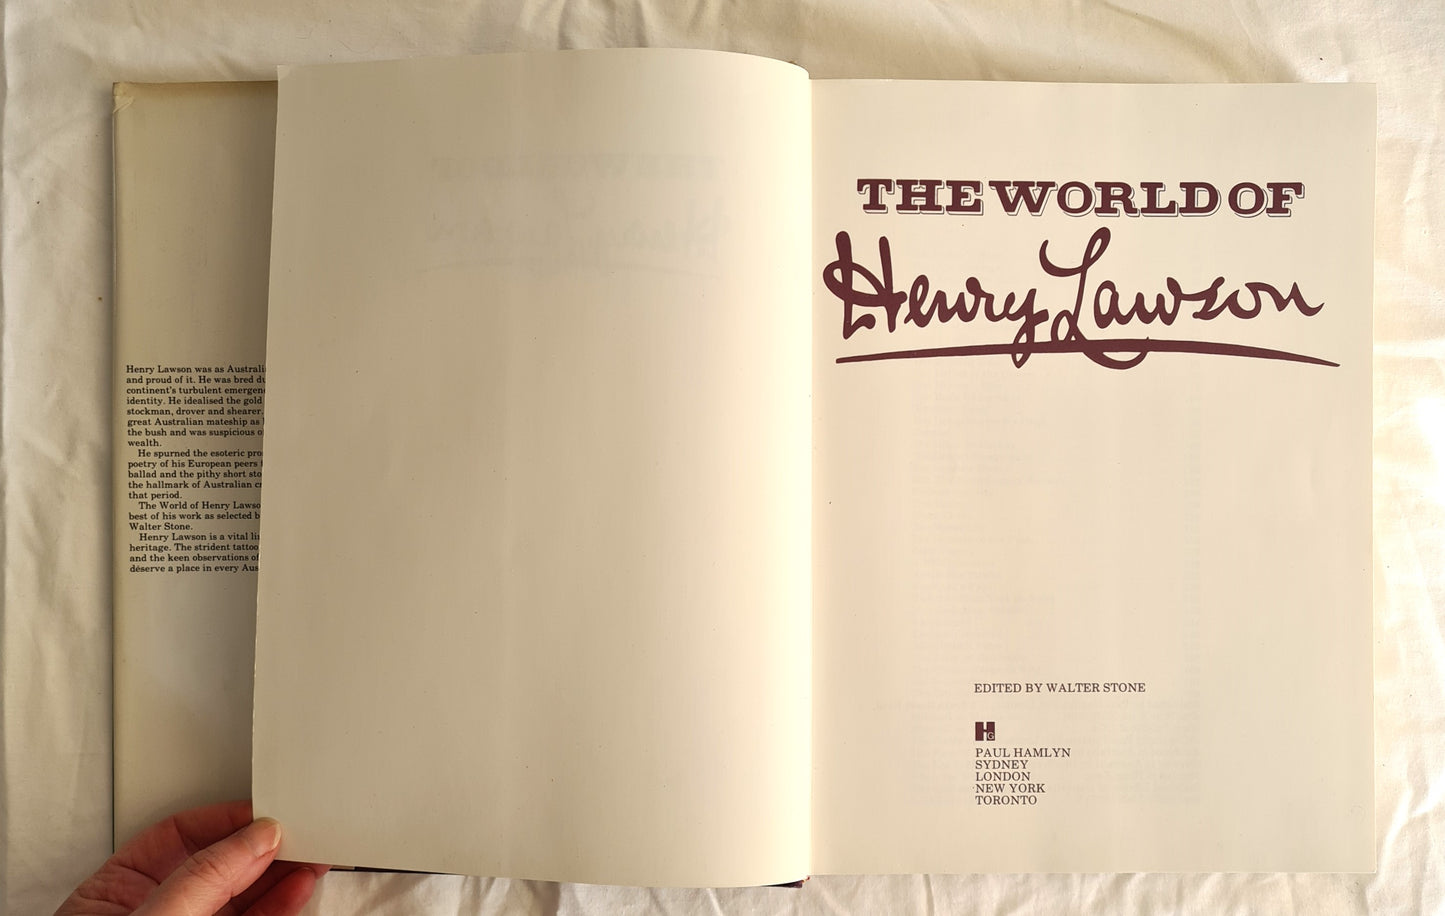 Henry Lawson was as Australi
and proud of it. He was bred du
continent's turbulent emergen
identity. He idealised the gold
stockman, drover and shearer.
great Australian mateship as
the bush and was suspicious o
wealth.
He spurned the esoteric pro
poetry of his European peers
ballad and the pithy short sto
the hallmark of Australian cr
that period.
The World of Henry Lawso
best of his work as selected b
Walter Stone.
Henry Lawson is a vital li
heritage. The strident tattoo
and the keen observations of
deserve a place in every Aus
THE WORLD OF
Henry Lawson
EDITED BY WALTER STONE
HG
PAUL HAMLYN
SYDNEY
LONDON
NEW YORK
TORONTO